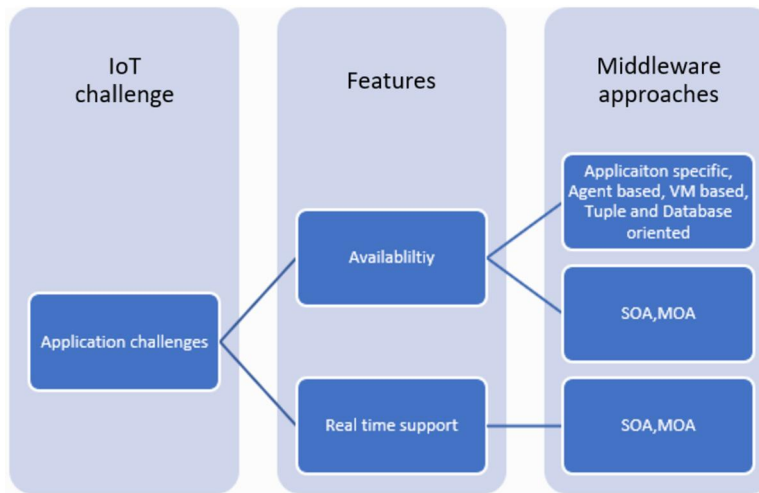 IoT
challenge
Features
Middleware
approaches
Applicaiton specific,
Agent based, VM based,
Tuple and Database
oriented
Availabliltiy
SOA,MOA
Application challenges
Real time support
SOA,MOA